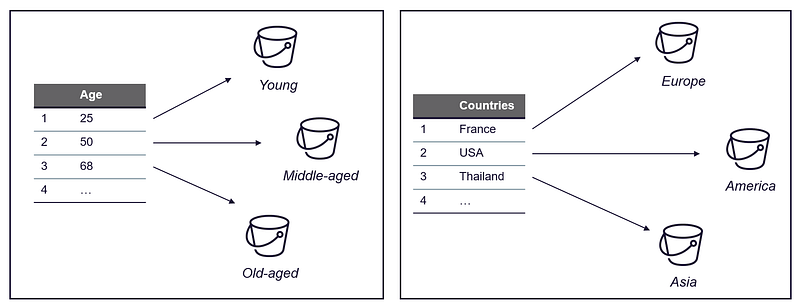 Age
1 25
2 50
3 68
4 ...
Young
Middle-aged
Old-aged
Countries
1 France
2 USA
3 Thailand
4 ...
Europe
America
Asia